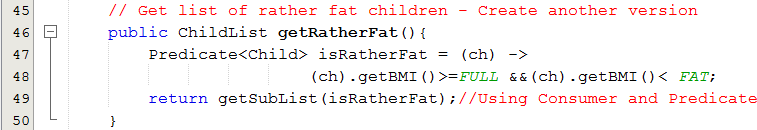 45 // Get list of rather fat children - Create another version
46 public ChildList getRatherFat(){
47 Predicate<Child> isRatherFat = (ch) ->
48 (ch).getBMI()>=FULL &&(ch).getBMI()< FAT;
49 return getSubList(isRatherFat);//Using Consumer and Predicate
50 }